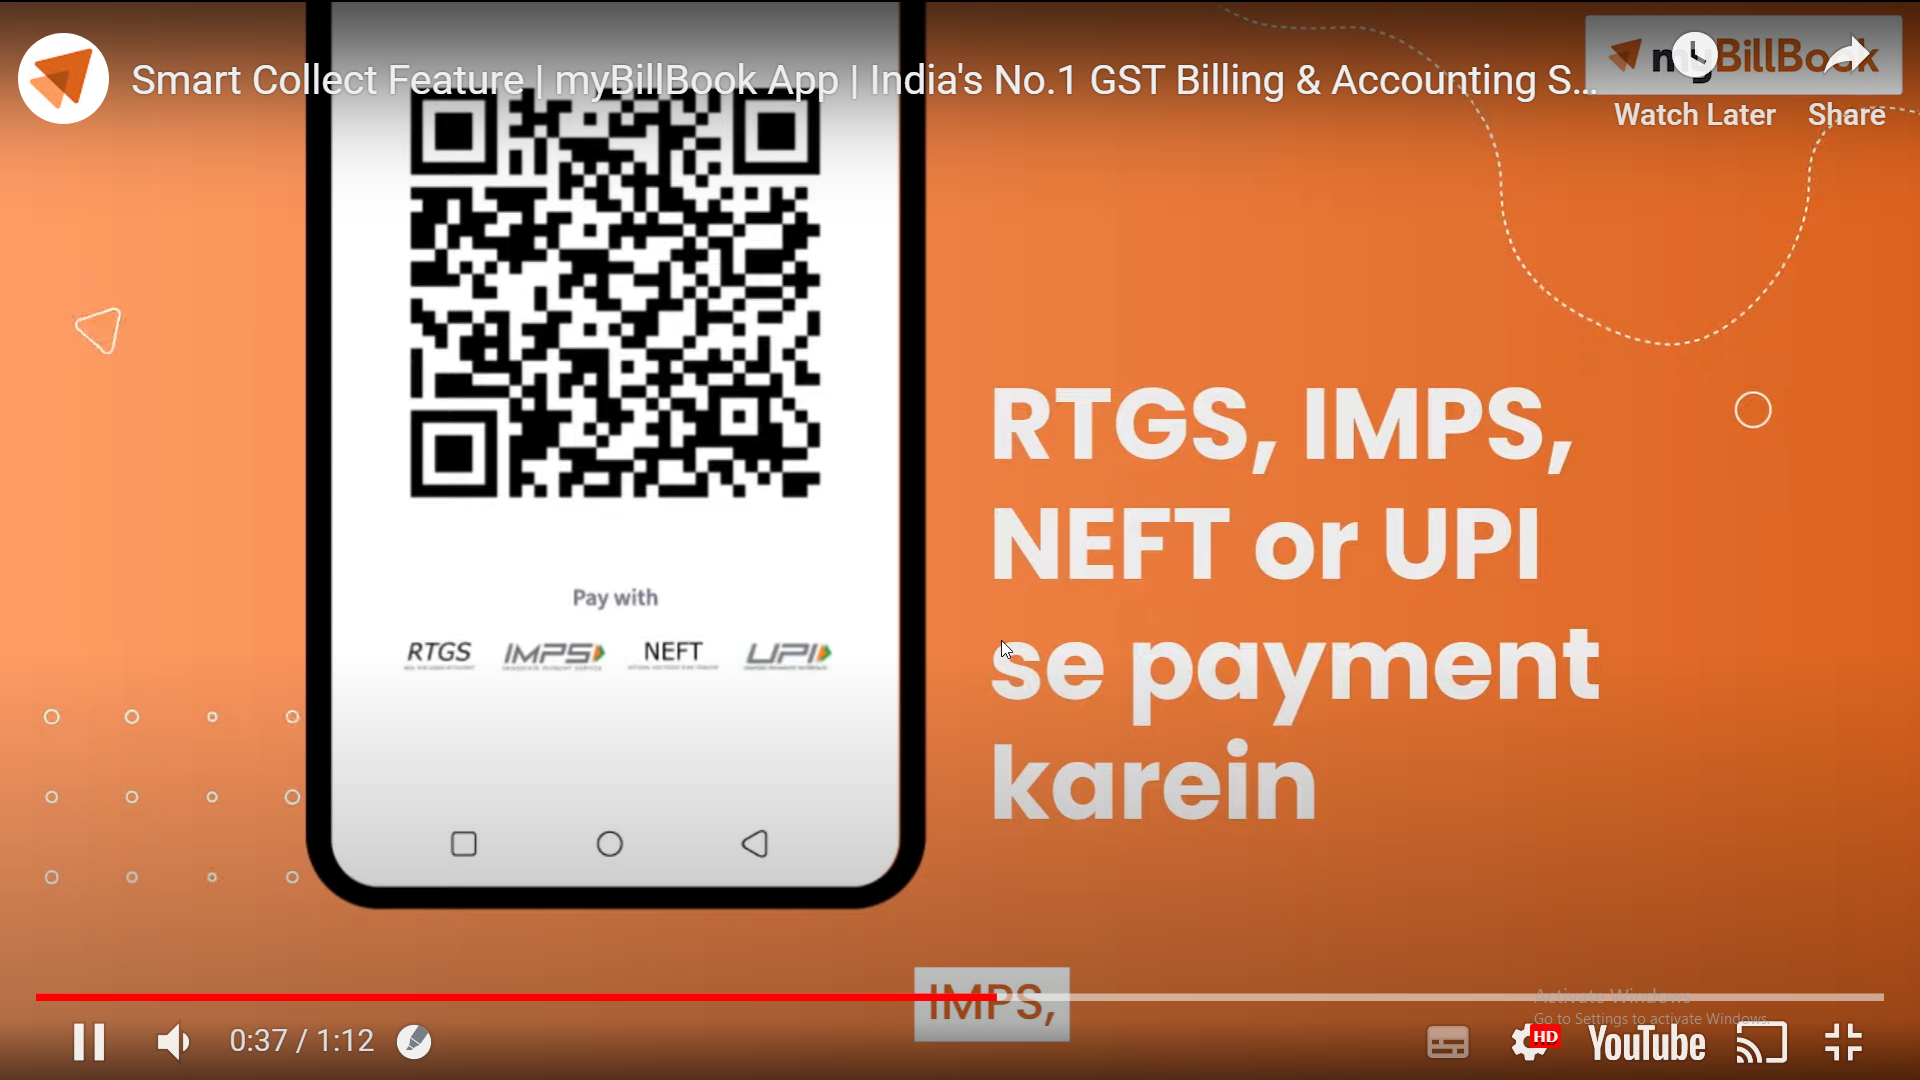 Smart Collect Feature | myBillBook App | India's No.1 GST Billing & Accounting S...
myBillBook
Watch Later
Share
RTGS, IMPS,
NEFT or UPI
se payment
karein
Pay with
RTGS IMPS NEFT UPI
IMPS,
Activate Windows
Go to Settings to activate Windows.
0:37 / 1:12
HD
YouTube